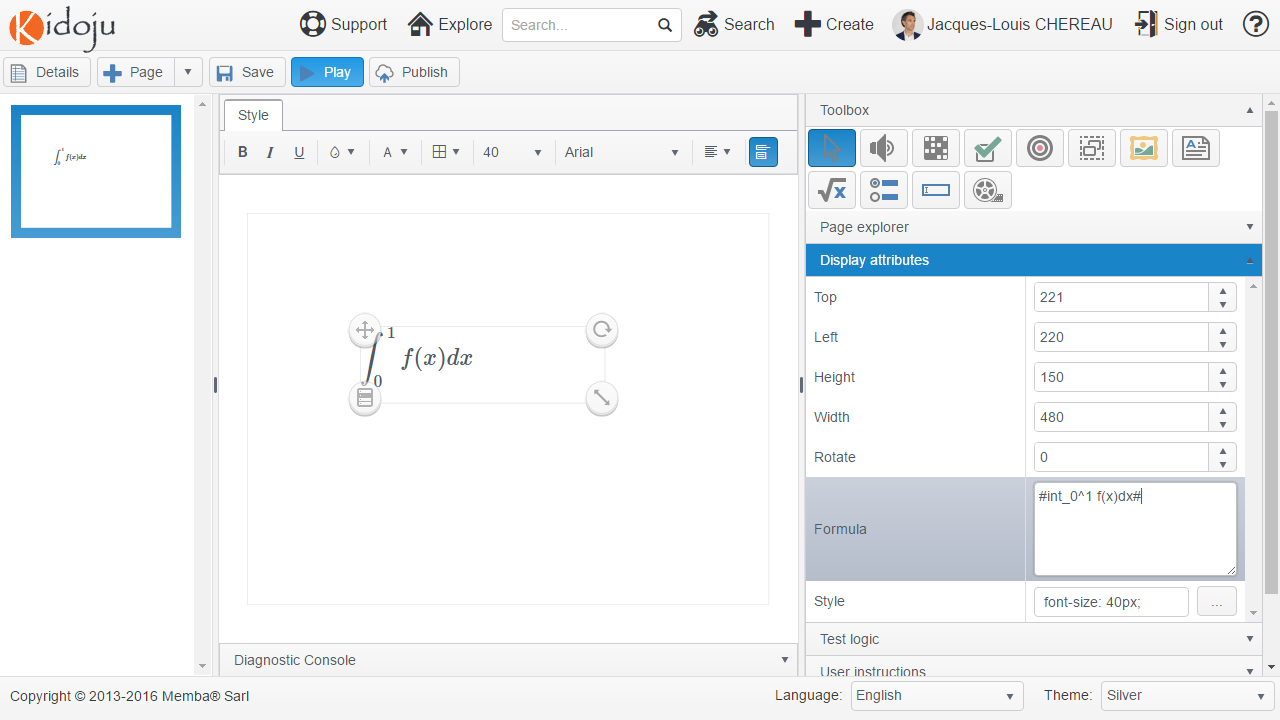 Kidoju
Support
Explore
Search...
Search
Create
Jacques-Louis CHEREAU
Sign out
?
Details
Page
Save
Play
Publish
∫₀¹ f(x)dx
Style
B I U
A
40
Arial
∫₀¹ f(x)dx
Diagnostic Console
Toolbox
A
√x
Page explorer
Display attributes
Top 221
Left 220
Height 150
Width 480
Rotate 0
Formula #int_0^1 f(x)dx#
Style font-size: 40px; ...
Test logic
User instructions
Copyright © 2013-2016 Memba® Sarl
Language: English
Theme: Silver